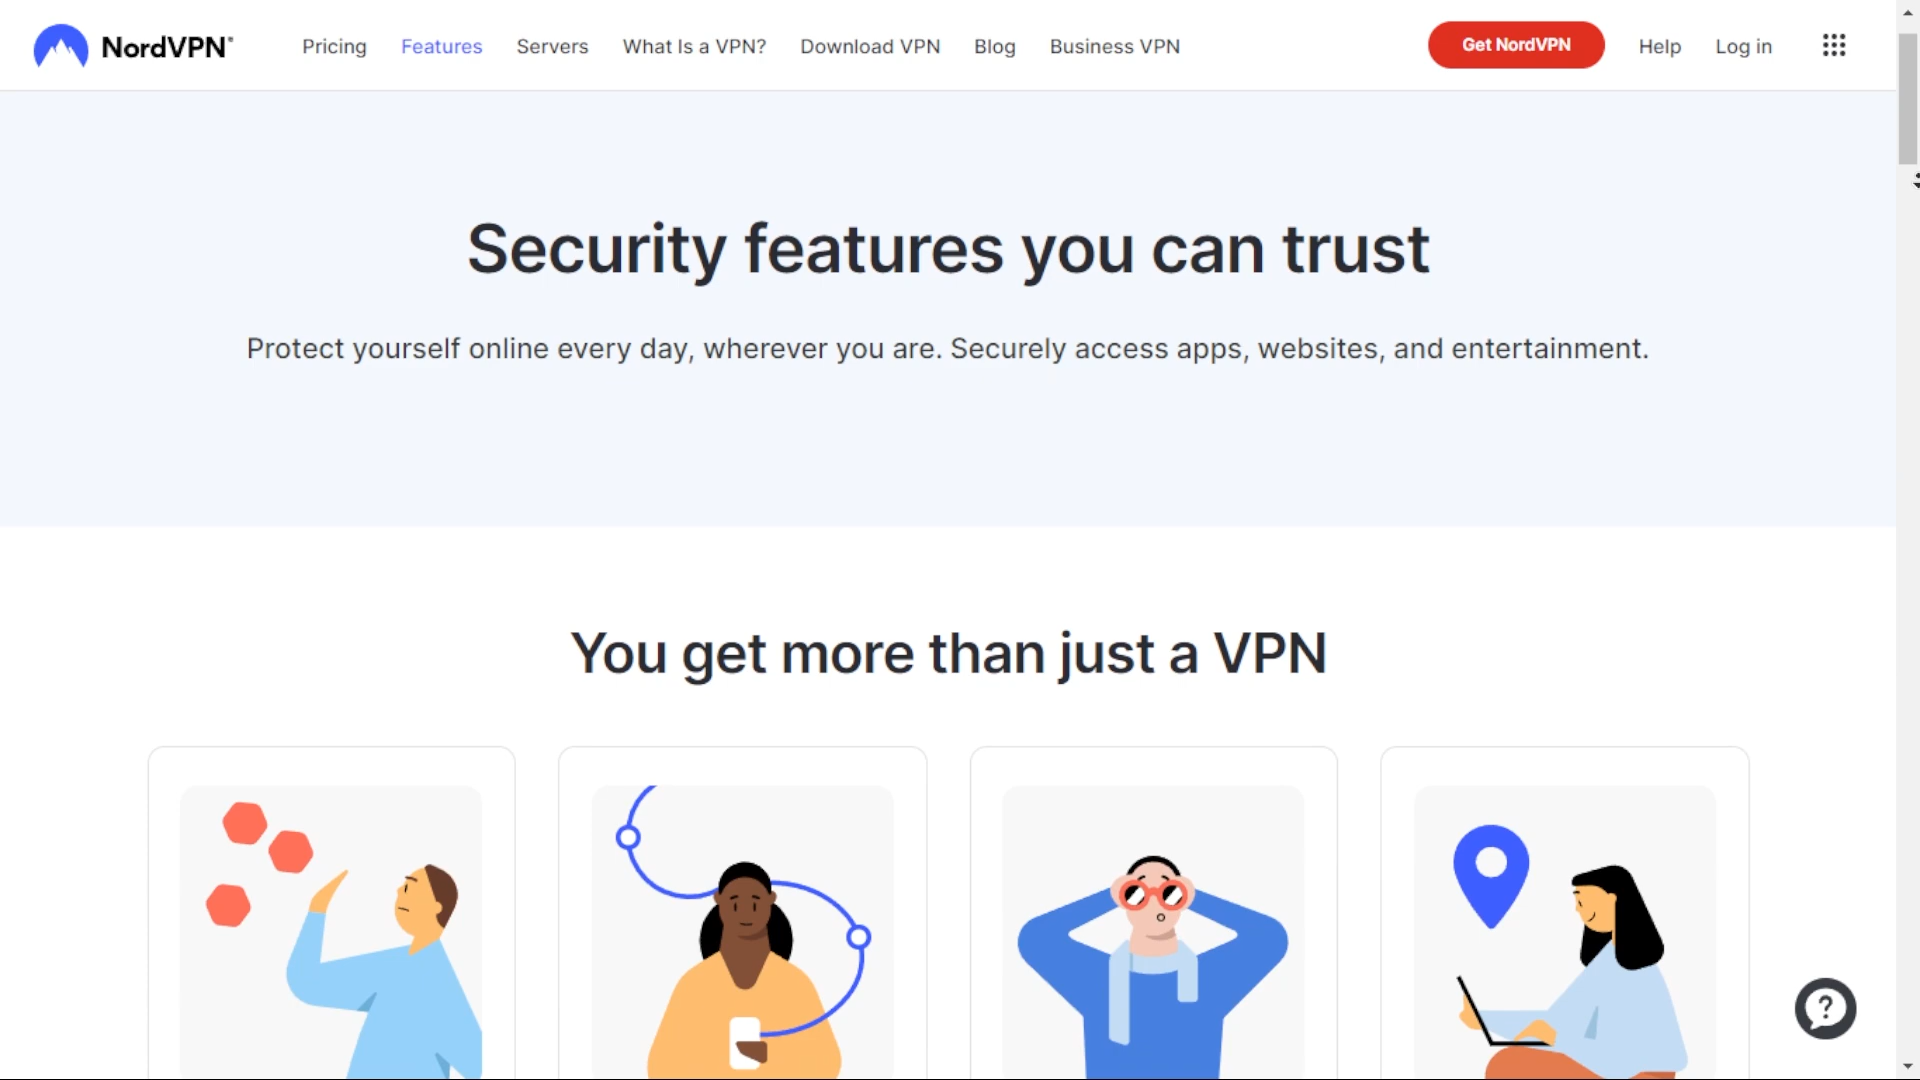 NordVPN®
Pricing
Features
Servers
What Is a VPN?
Download VPN
Blog
Business VPN
Get NordVPN
Help
Log in
Security features you can trust
Protect yourself online every day, wherever you are. Securely access apps, websites, and entertainment.
You get more than just a VPN
?